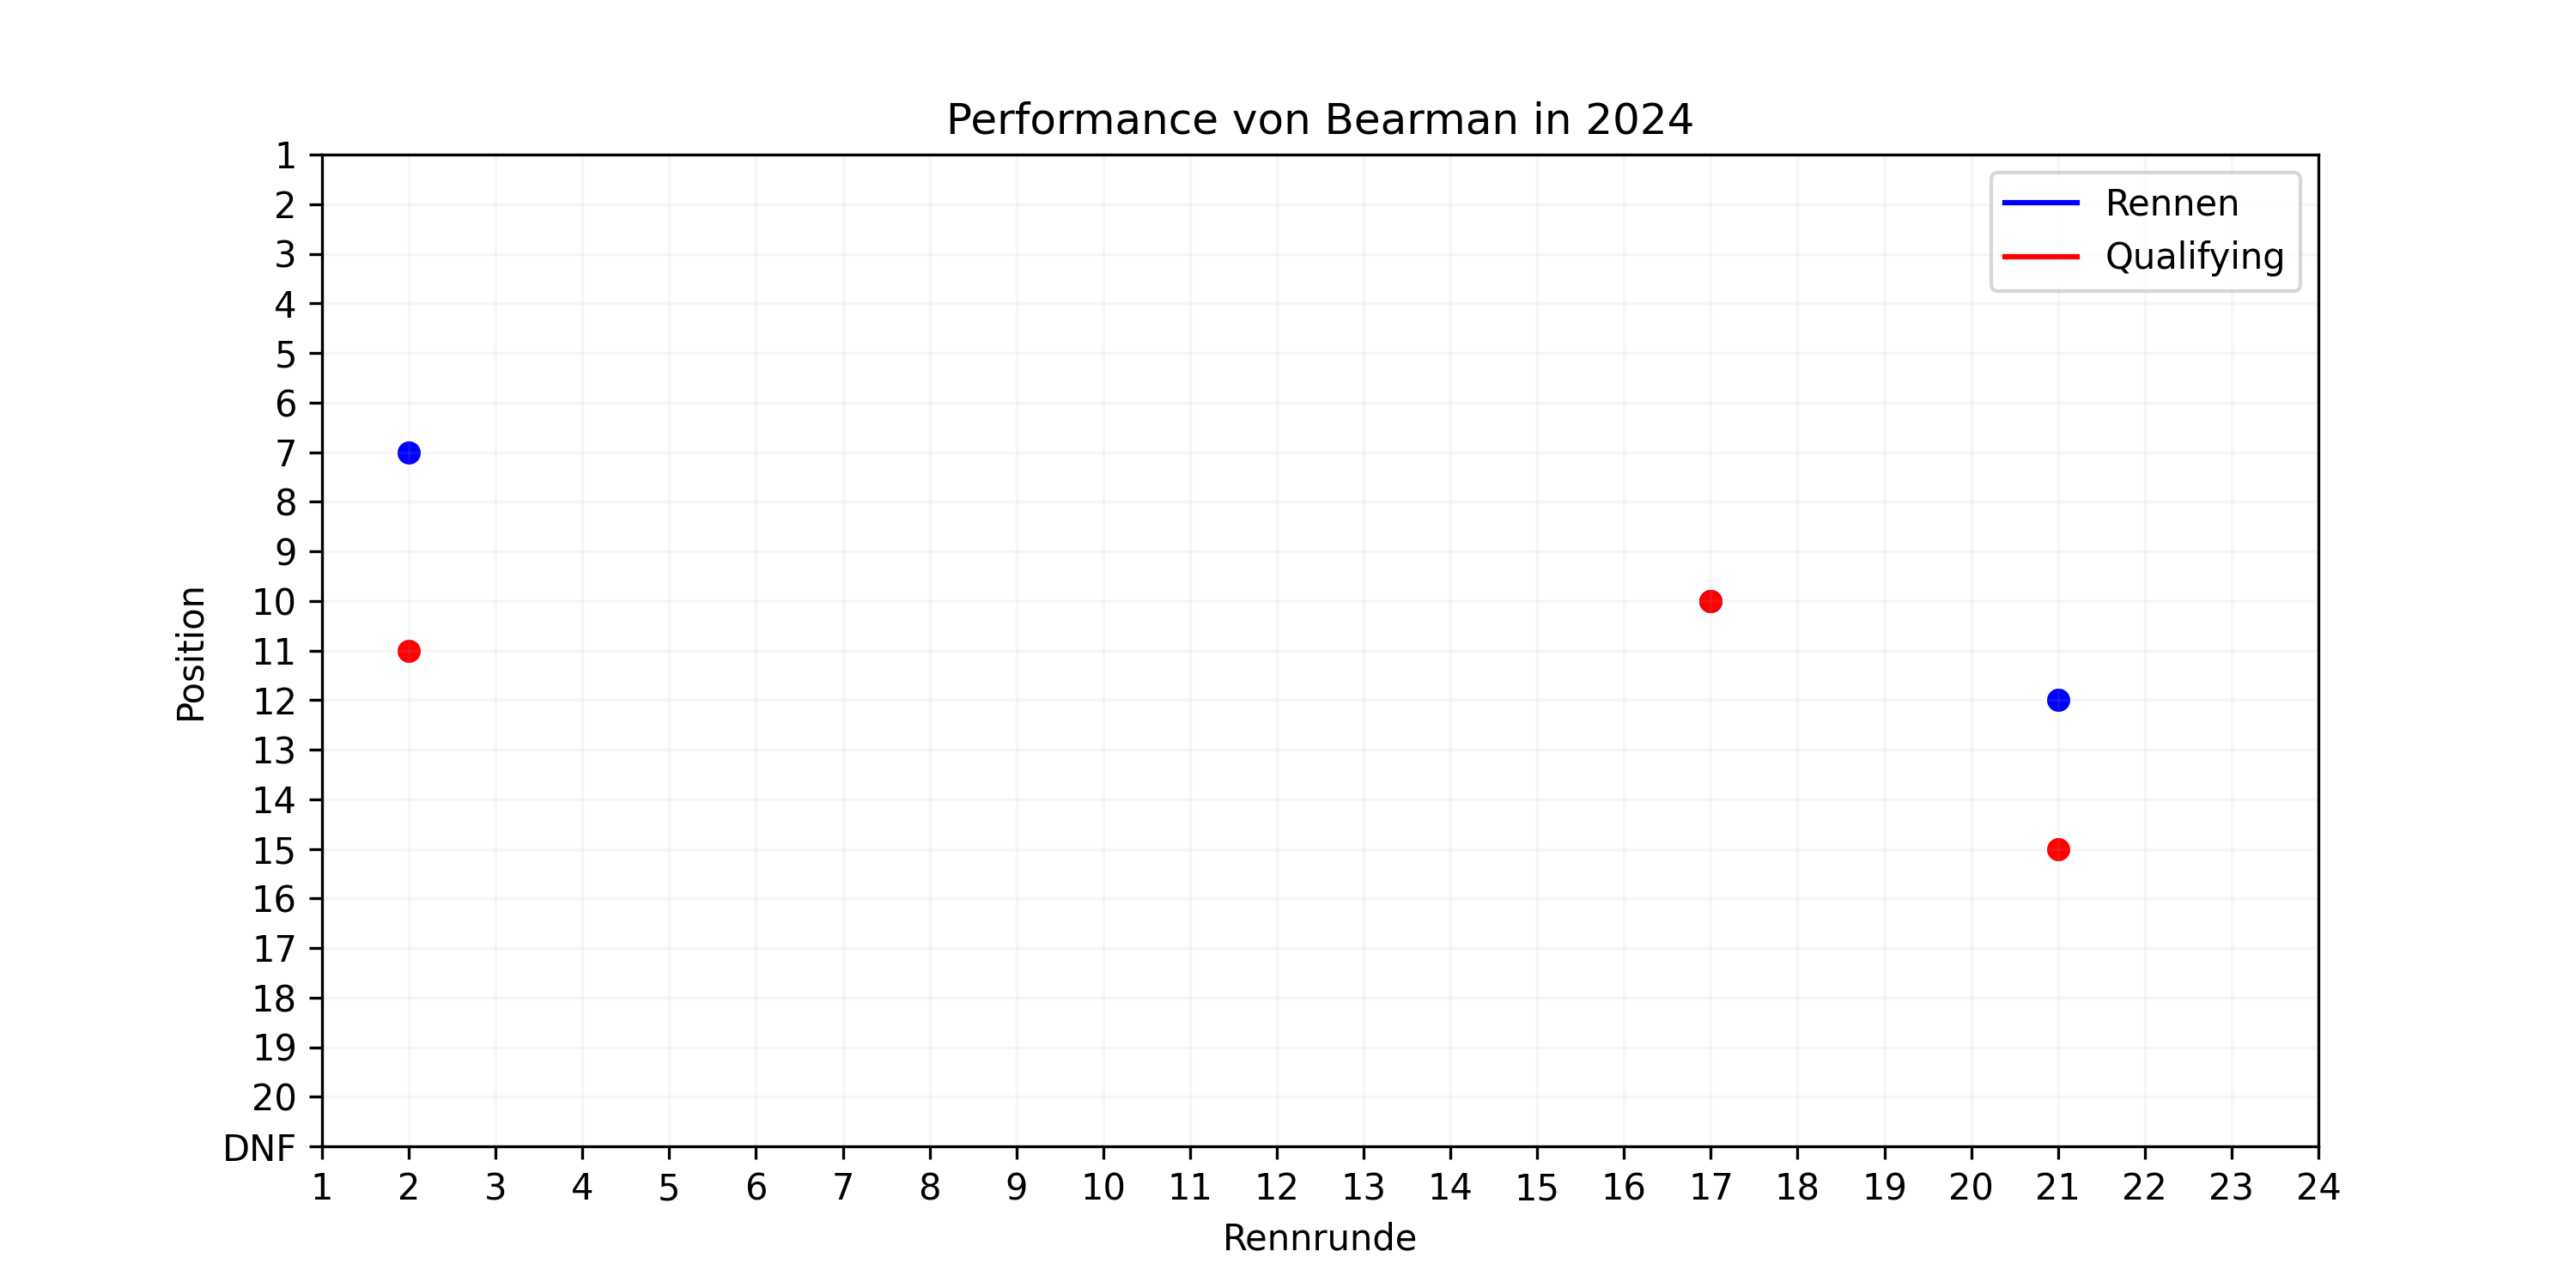 Performance von Bearman in 2024
Rennen
Qualifying
1
2
3
4
5
6
7
8
9
10
11
12
13
14
15
16
17
18
19
20
DNF
Position
1 2 3 4 5 6 7 8 9 10 11 12 13 14 15 16 17 18 19 20 21 22 23 24
Rennrunde